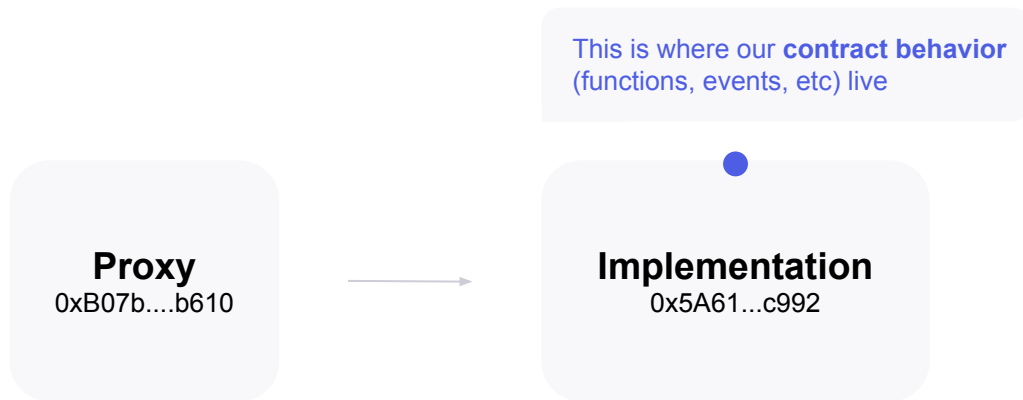 This is where our contract behavior
(functions, events, etc) live
Proxy
0xB07b....b610
Implementation
0x5A61...c992